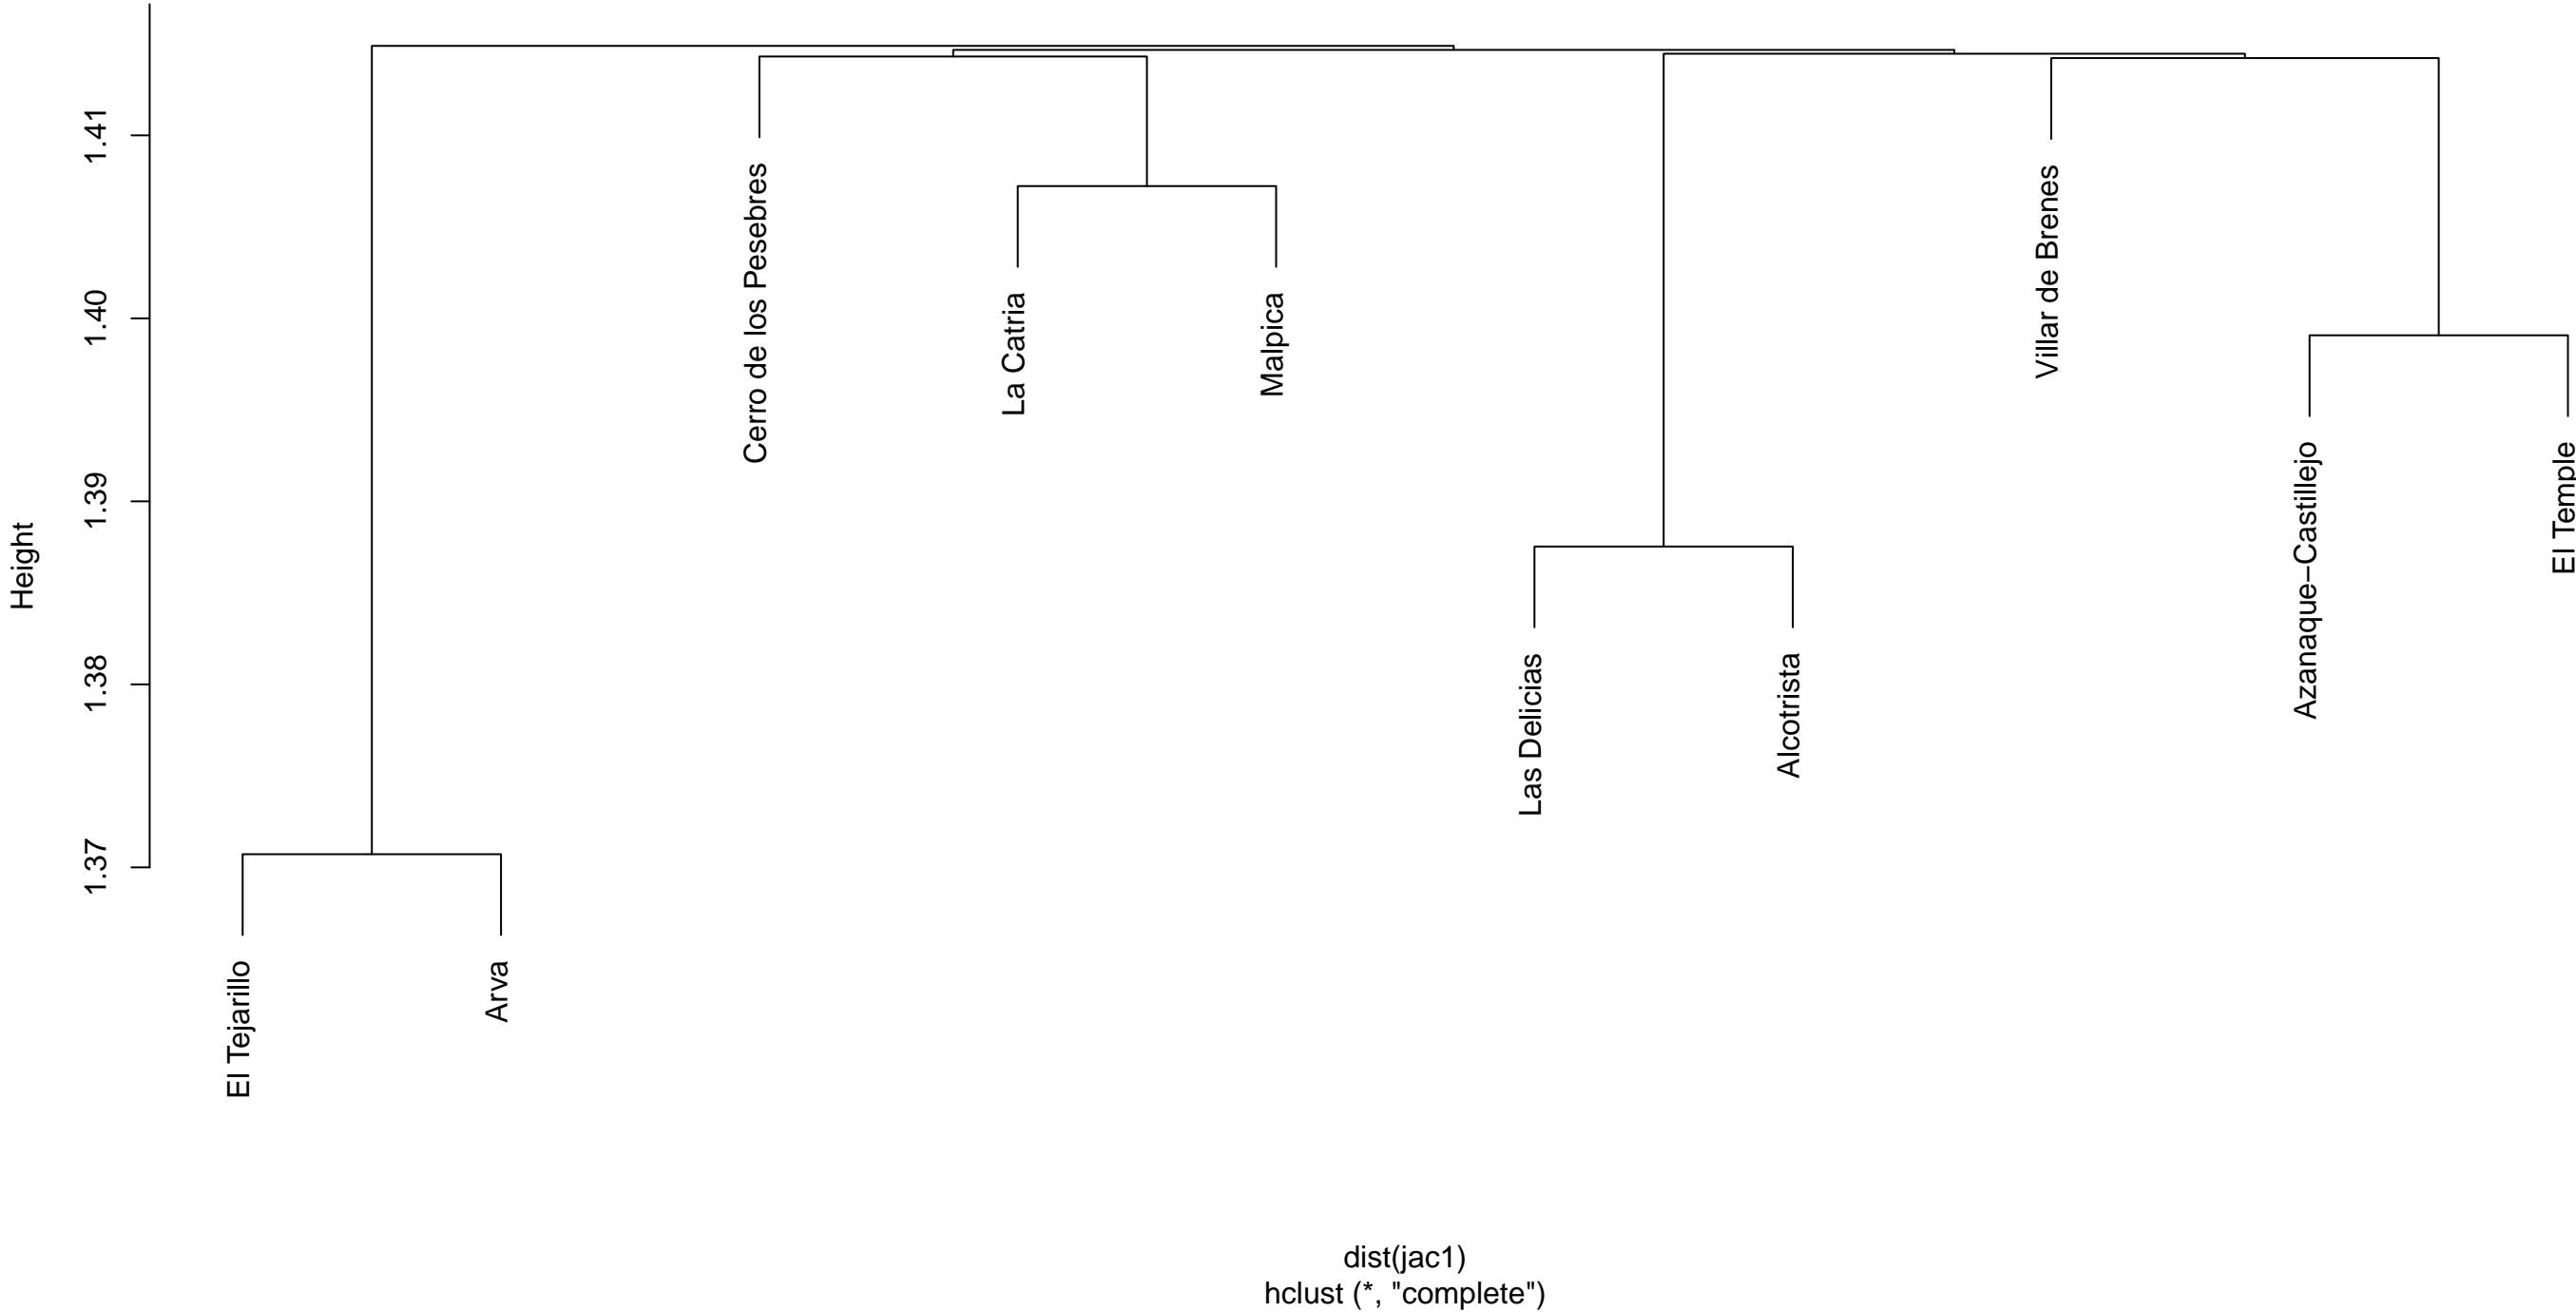 Height
1.41
1.40
1.39
1.38
1.37
El Tejarillo
Arva
Cerro de los Pesebres
La Catria
Malpica
Las Delicias
Alcotrista
Villar de Brenes
Azanaque−Castillejo
El Temple
dist(jac1)
hclust (*, "complete")